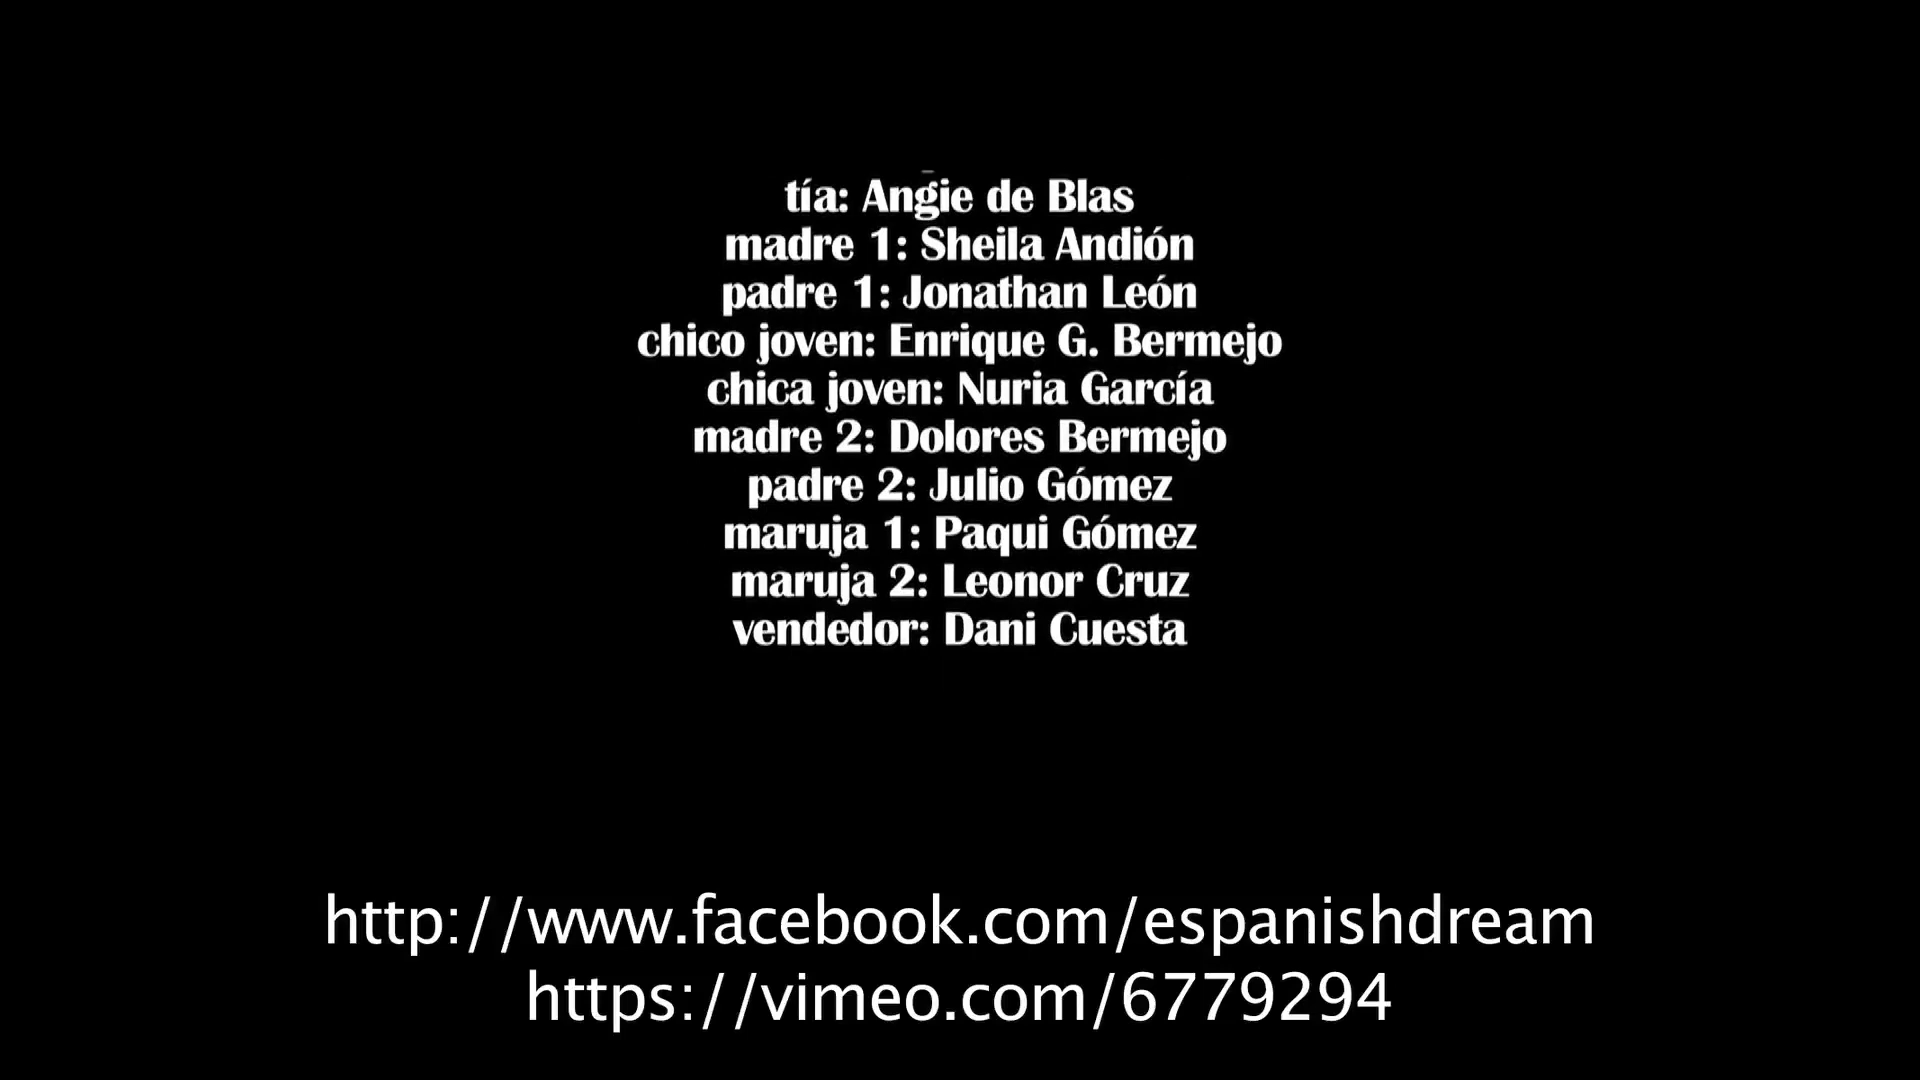 tía: Angie de Blas
madre 1: Sheila Andión
padre 1: Jonathan León
chico joven: Enrique G. Bermejo
chica joven: Nuria García
madre 2: Dolores Bermejo
padre 2: Julio Gómez
maruja 1: Paqui Gómez
maruja 2: Leonor Cruz
vendedor: Dani Cuesta
http://www.facebook.com/espanishdream
https://vimeo.com/6779294